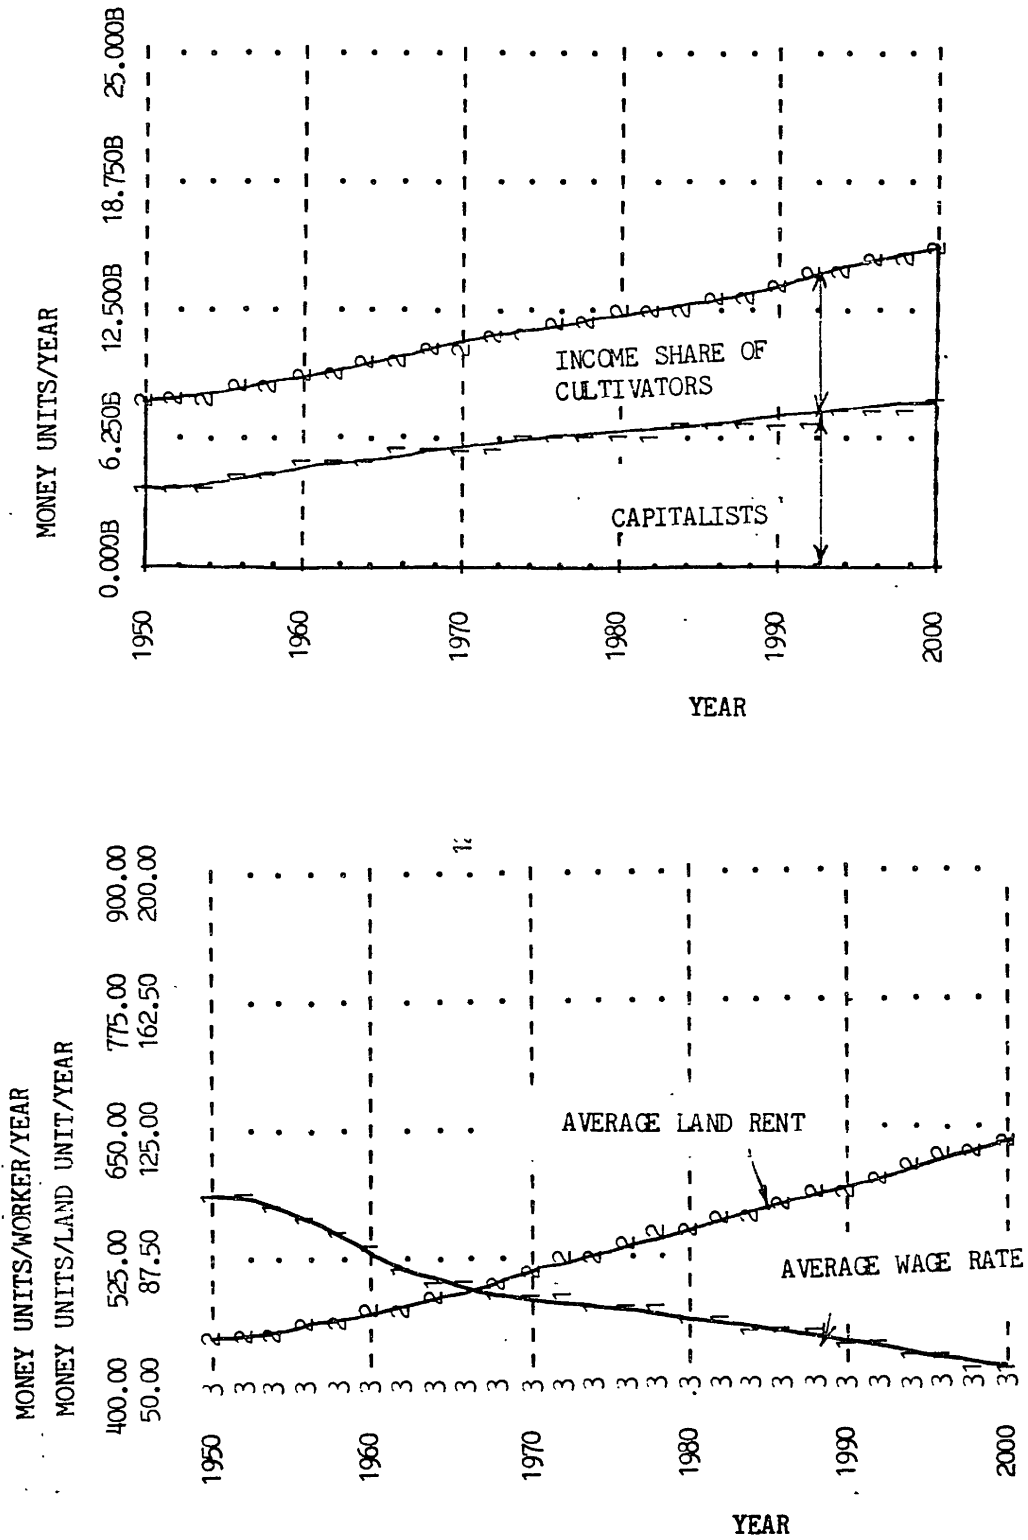 MONEY UNITS/YEAR
0.000B 6.250B 12.500B 18.750B 25.000B
1950
1960
1970
1980
1990
2000
INCOME SHARE OF
CULTIVATORS
CAPITALISTS
YEAR
MONEY UNITS/WORKER/YEAR
MONEY UNITS/LAND UNIT/YEAR
400.00 525.00 650.00 775.00 900.00
50.00 87.50 125.00 162.50 200.00
12
1950
1960
1970
1980
1990
2000
AVERAGE LAND RENT
AVERAGE WAGE RATE
YEAR